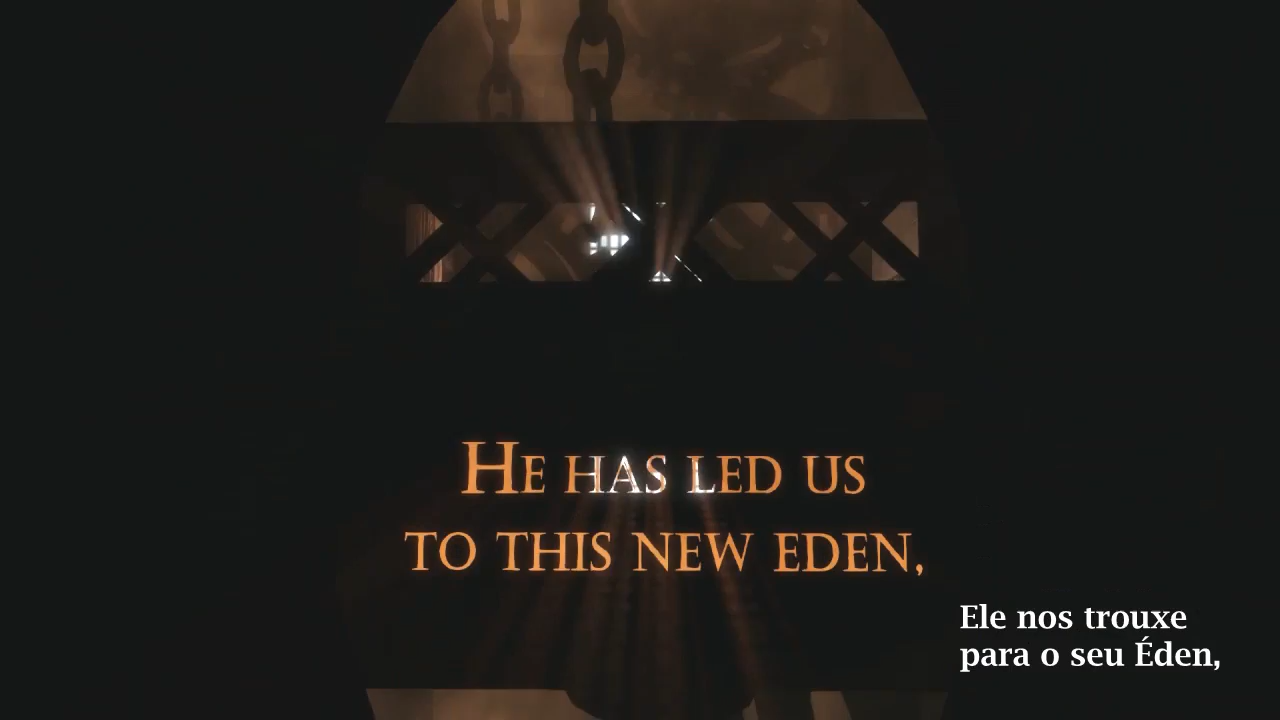 He has led us
to this new Eden,
Ele nos trouxe
para o seu Éden,